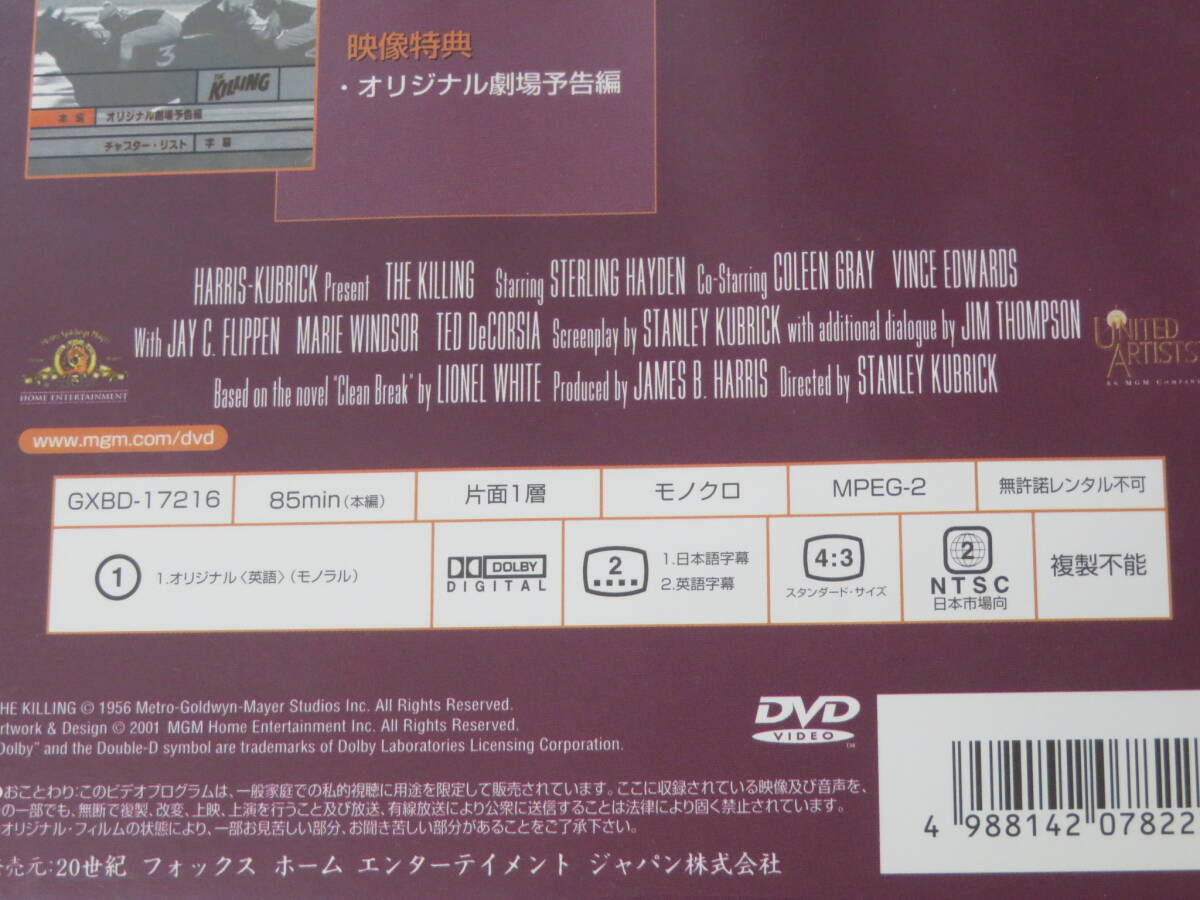 3
THE KILLING
本編 オリジナル劇場予告編
チャプター・リスト 字幕
映像特典
・オリジナル劇場予告編
HARRIS-KUBRICK Present THE KILLING Starring STERLING HAYDEN Co-Starring COLEEN GRAY VINCE EDWARDS
With JAY C. FLIPPEN MARIE WINDSOR TED DeCORSIA Screenplay by STANLEY KUBRICK with additional dialogue by JIM THOMPSON
Based on the novel "Clean Break" by LIONEL WHITE Produced by JAMES B. HARRIS Directed by STANLEY KUBRICK
HOME ENTERTAINMENT
UNITED
ARTISTS
AN MGM COMPANY
www.mgm.com/dvd
GXBD-17216 85min(本編) 片面1層 モノクロ MPEG-2 無許諾レンタル不可
1 1.オリジナル〈英語〉(モノラル)
DOLBY
DIGITAL
2 1.日本語字幕
2.英語字幕
4:3
スタンダード・サイズ
2
NTSC
日本市場向
複製不能
THE KILLING © 1956 Metro-Goldwyn-Mayer Studios Inc. All Rights Reserved.
rtwork & Design © 2001 MGM Home Entertainment Inc. All Rights Reserved.
Dolby" and the Double-D symbol are trademarks of Dolby Laboratories Licensing Corporation.
DVD
VIDEO
TM
おことわり:このビデオプログラムは、一般家庭での私的視聴に用途を限定して販売されています。ここに収録されている映像及び音声を、
の一部でも、無断で複製、改変、上映、上演を行うこと及び放送、有線放送により公衆に送信することは法律により固く禁止されています。
オリジナル・フィルムの状態により、一部お見苦しい部分、お聞き苦しい部分があることをご了承下さい。
発売元:20世紀 フォックス ホーム エンターテイメント ジャパン株式会社
4 988142 07822